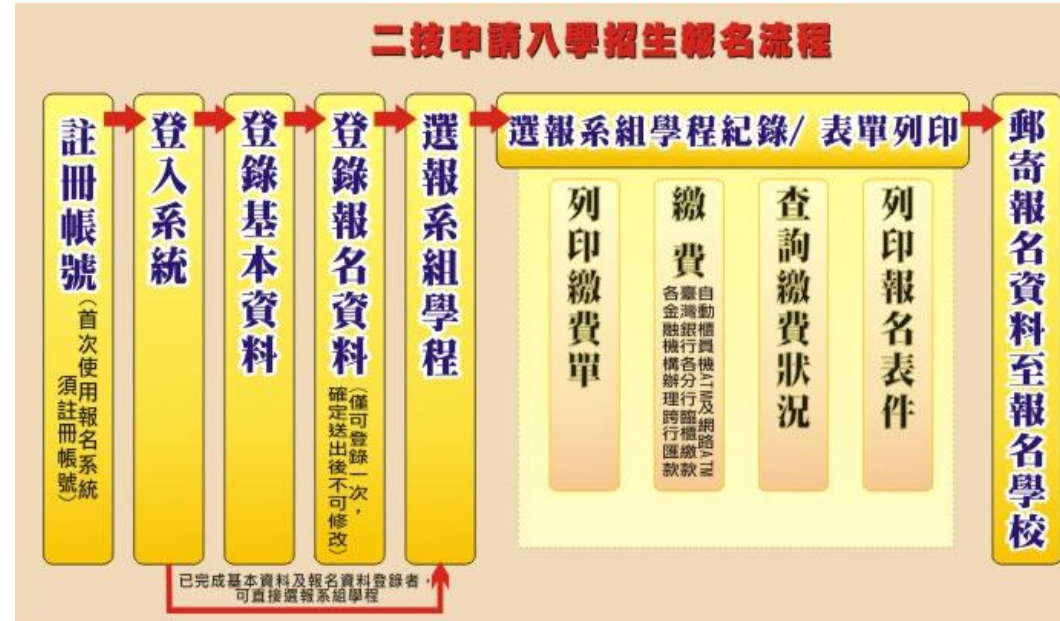 二技申請入學招生報名流程
註冊帳號
(首次使用報名系統
須註冊帳號)
登入系統
登錄基本資料
登錄報名資料
(僅可登錄一次，
確定送出後不可修改)
選報系組學程
選報系組學程紀錄/ 表單列印
列印繳費單
繳 費
自動櫃員機ATM及網路ATM
臺灣銀行各分行臨櫃繳款
各金融機構辦理跨行匯款
查詢繳費狀況
列印報名表件
郵寄報名資料至報名學校
已完成基本資料及報名資料登錄者，
可直接選報系組學程